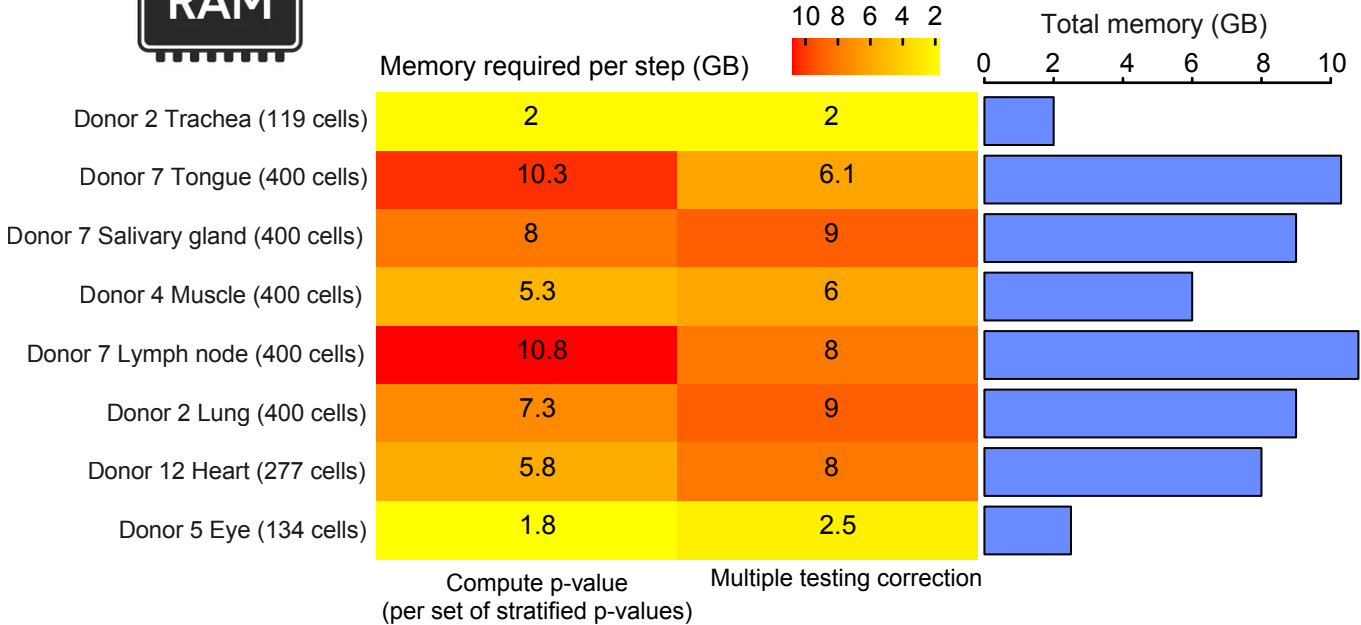 RAM
10 8 6 4 2
Total memory (GB)
Memory required per step (GB)
0 2 4 6 8 10
Donor 2 Trachea (119 cells) 2 2
Donor 7 Tongue (400 cells) 10.3 6.1
Donor 7 Salivary gland (400 cells) 8 9
Donor 4 Muscle (400 cells) 5.3 6
Donor 7 Lymph node (400 cells) 10.8 8
Donor 2 Lung (400 cells) 7.3 9
Donor 12 Heart (277 cells) 5.8 8
Donor 5 Eye (134 cells) 1.8 2.5
Compute p-value
(per set of stratified p-values)
Multiple testing correction